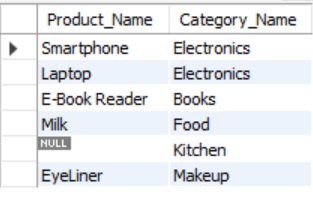 Product_Name Category_Name
Smartphone Electronics
Laptop Electronics
E-Book Reader Books
Milk Food
NULL Kitchen
EyeLiner Makeup